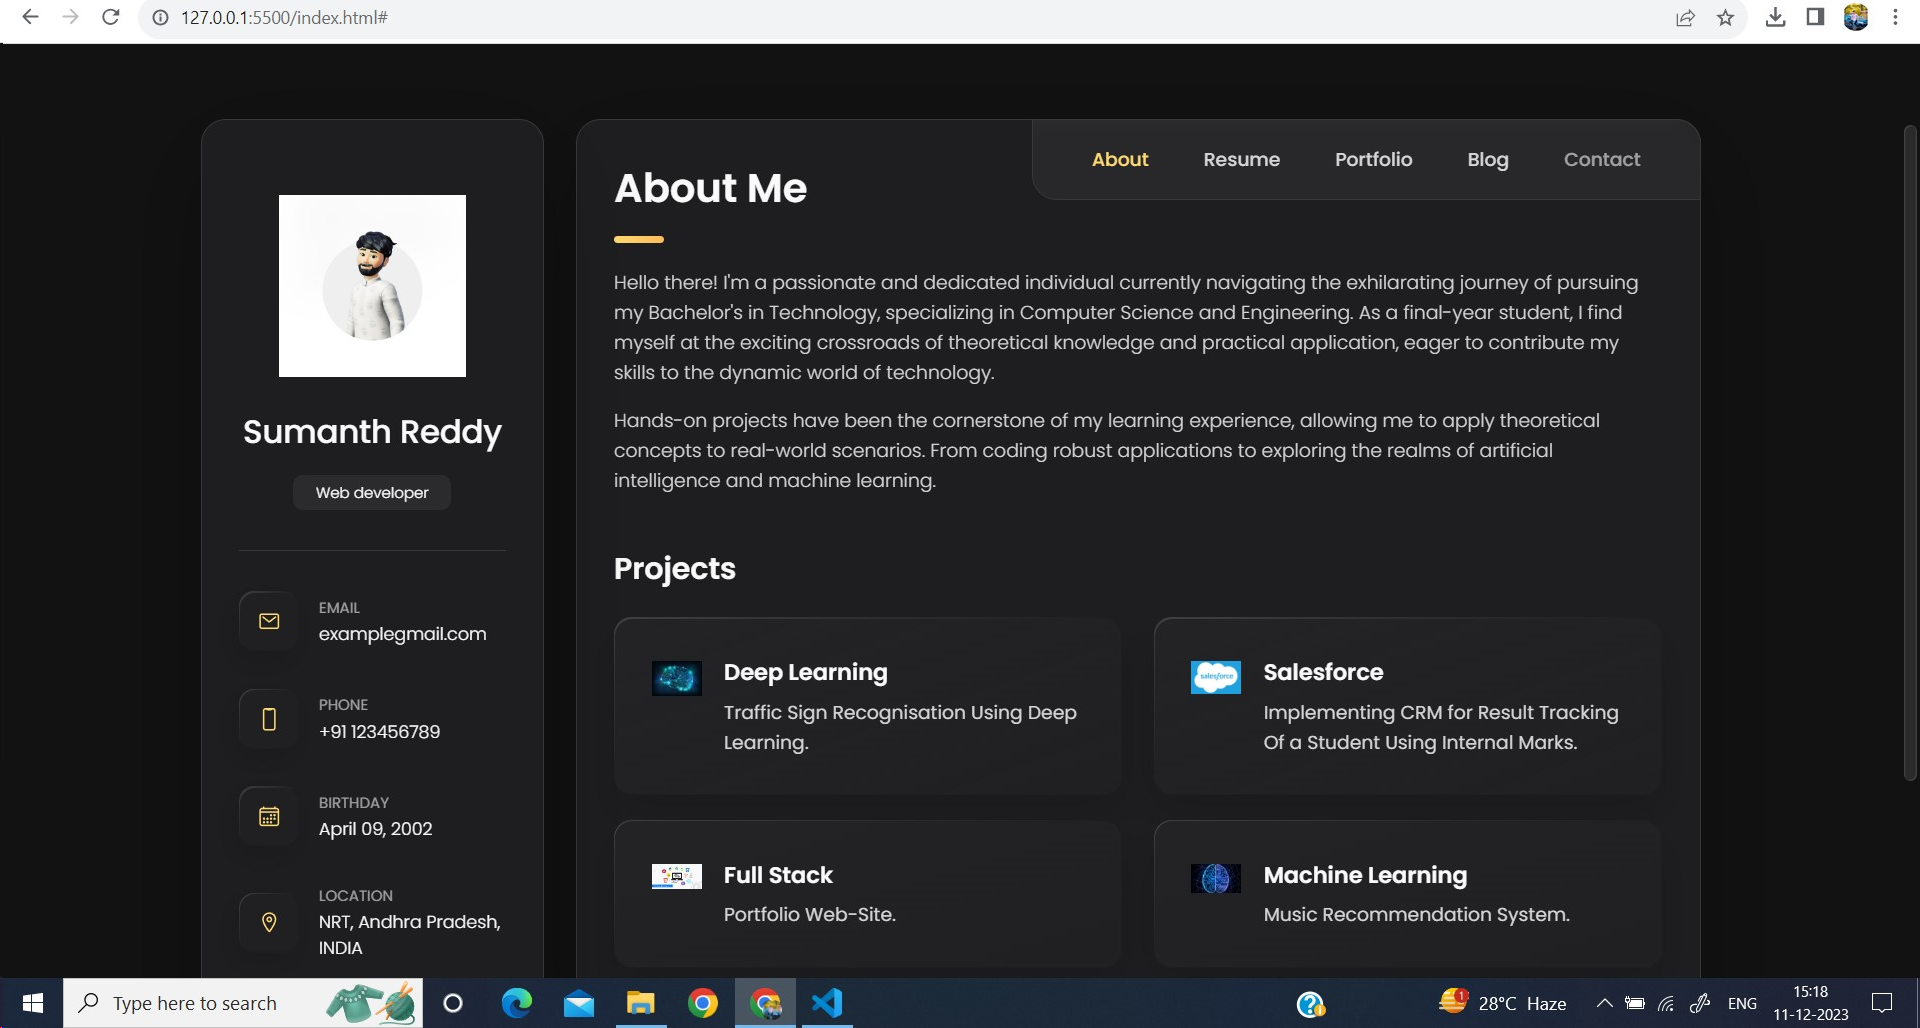 127.0.0.1:5500/index.html#
About
Resume
Portfolio
Blog
Contact
Sumanth Reddy
Web developer
EMAIL
examplegmail.com
PHONE
+91 123456789
BIRTHDAY
April 09, 2002
LOCATION
NRT, Andhra Pradesh,
INDIA
About Me
Hello there! I'm a passionate and dedicated individual currently navigating the exhilarating journey of pursuing
my Bachelor's in Technology, specializing in Computer Science and Engineering. As a final-year student, I find
myself at the exciting crossroads of theoretical knowledge and practical application, eager to contribute my
skills to the dynamic world of technology.
Hands-on projects have been the cornerstone of my learning experience, allowing me to apply theoretical
concepts to real-world scenarios. From coding robust applications to exploring the realms of artificial
intelligence and machine learning.
Projects
Deep Learning
Traffic Sign Recognisation Using Deep
Learning.
salesforce
Salesforce
Implementing CRM for Result Tracking
Of a Student Using Internal Marks.
Full Stack
Portfolio Web-Site.
Machine Learning
Music Recommendation System.
Type here to search
1
28°C Haze
ENG
15:18
11-12-2023